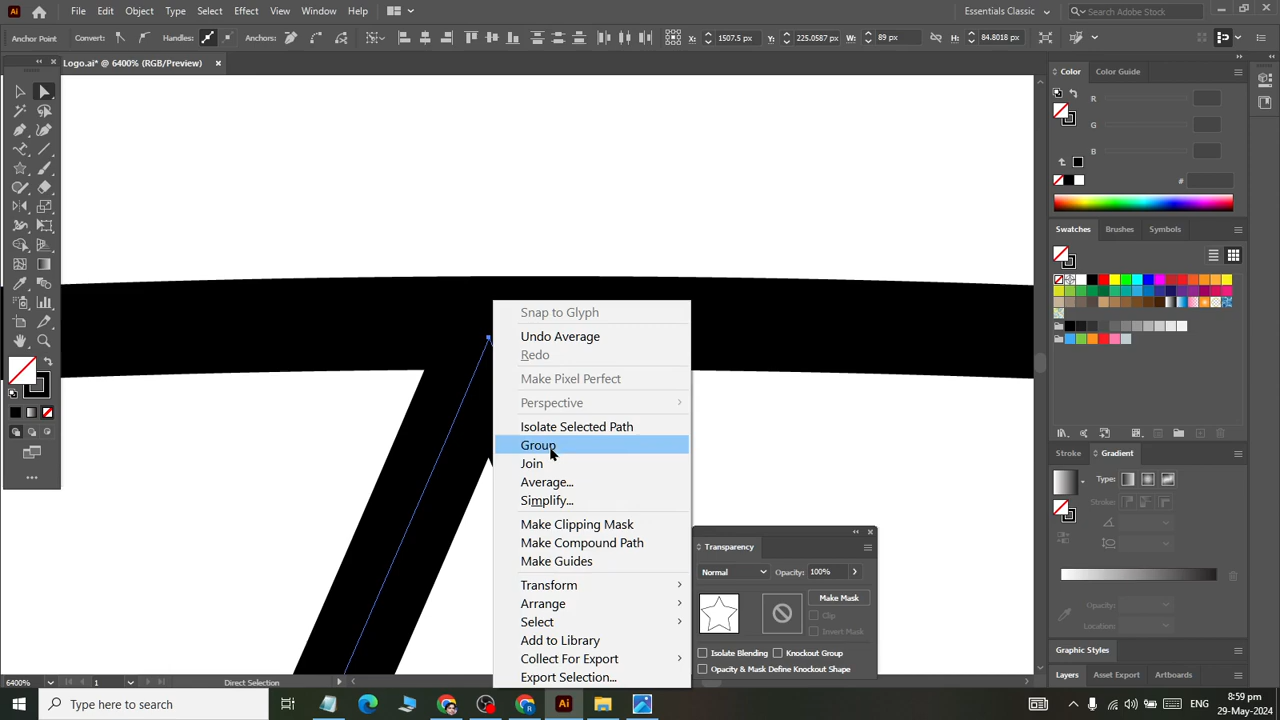 Ai File Edit Object Type Select Effect View Window Help Essentials Classic Search Adobe Stock
Anchor Point Convert: Handles: Anchors: X: 1507.5 px Y: 225.0587 px W: 89 px H: 84.8018 px
Logo.ai* @ 6400% (RGB/Preview)
Color Color Guide
R
G
B
#
Swatches Brushes Symbols
Snap to Glyph
Undo Average
Redo
Make Pixel Perfect
Perspective
Isolate Selected Path
Group
Join
Average...
Simplify...
Make Clipping Mask
Make Compound Path
Make Guides
Transform
Arrange
Select
Add to Library
Collect For Export
Export Selection...
Transparency
Normal Opacity: 100%
Make Mask
Clip
Invert Mask
Isolate Blending Knockout Group
Opacity & Mask Define Knockout Shape
Stroke Gradient
Type:
Stroke:
Opacity:
Location:
Graphic Styles
Layers Asset Export Artboards
6400% 1 Direct Selection
Type here to search
8:59 pm
29-May-2024